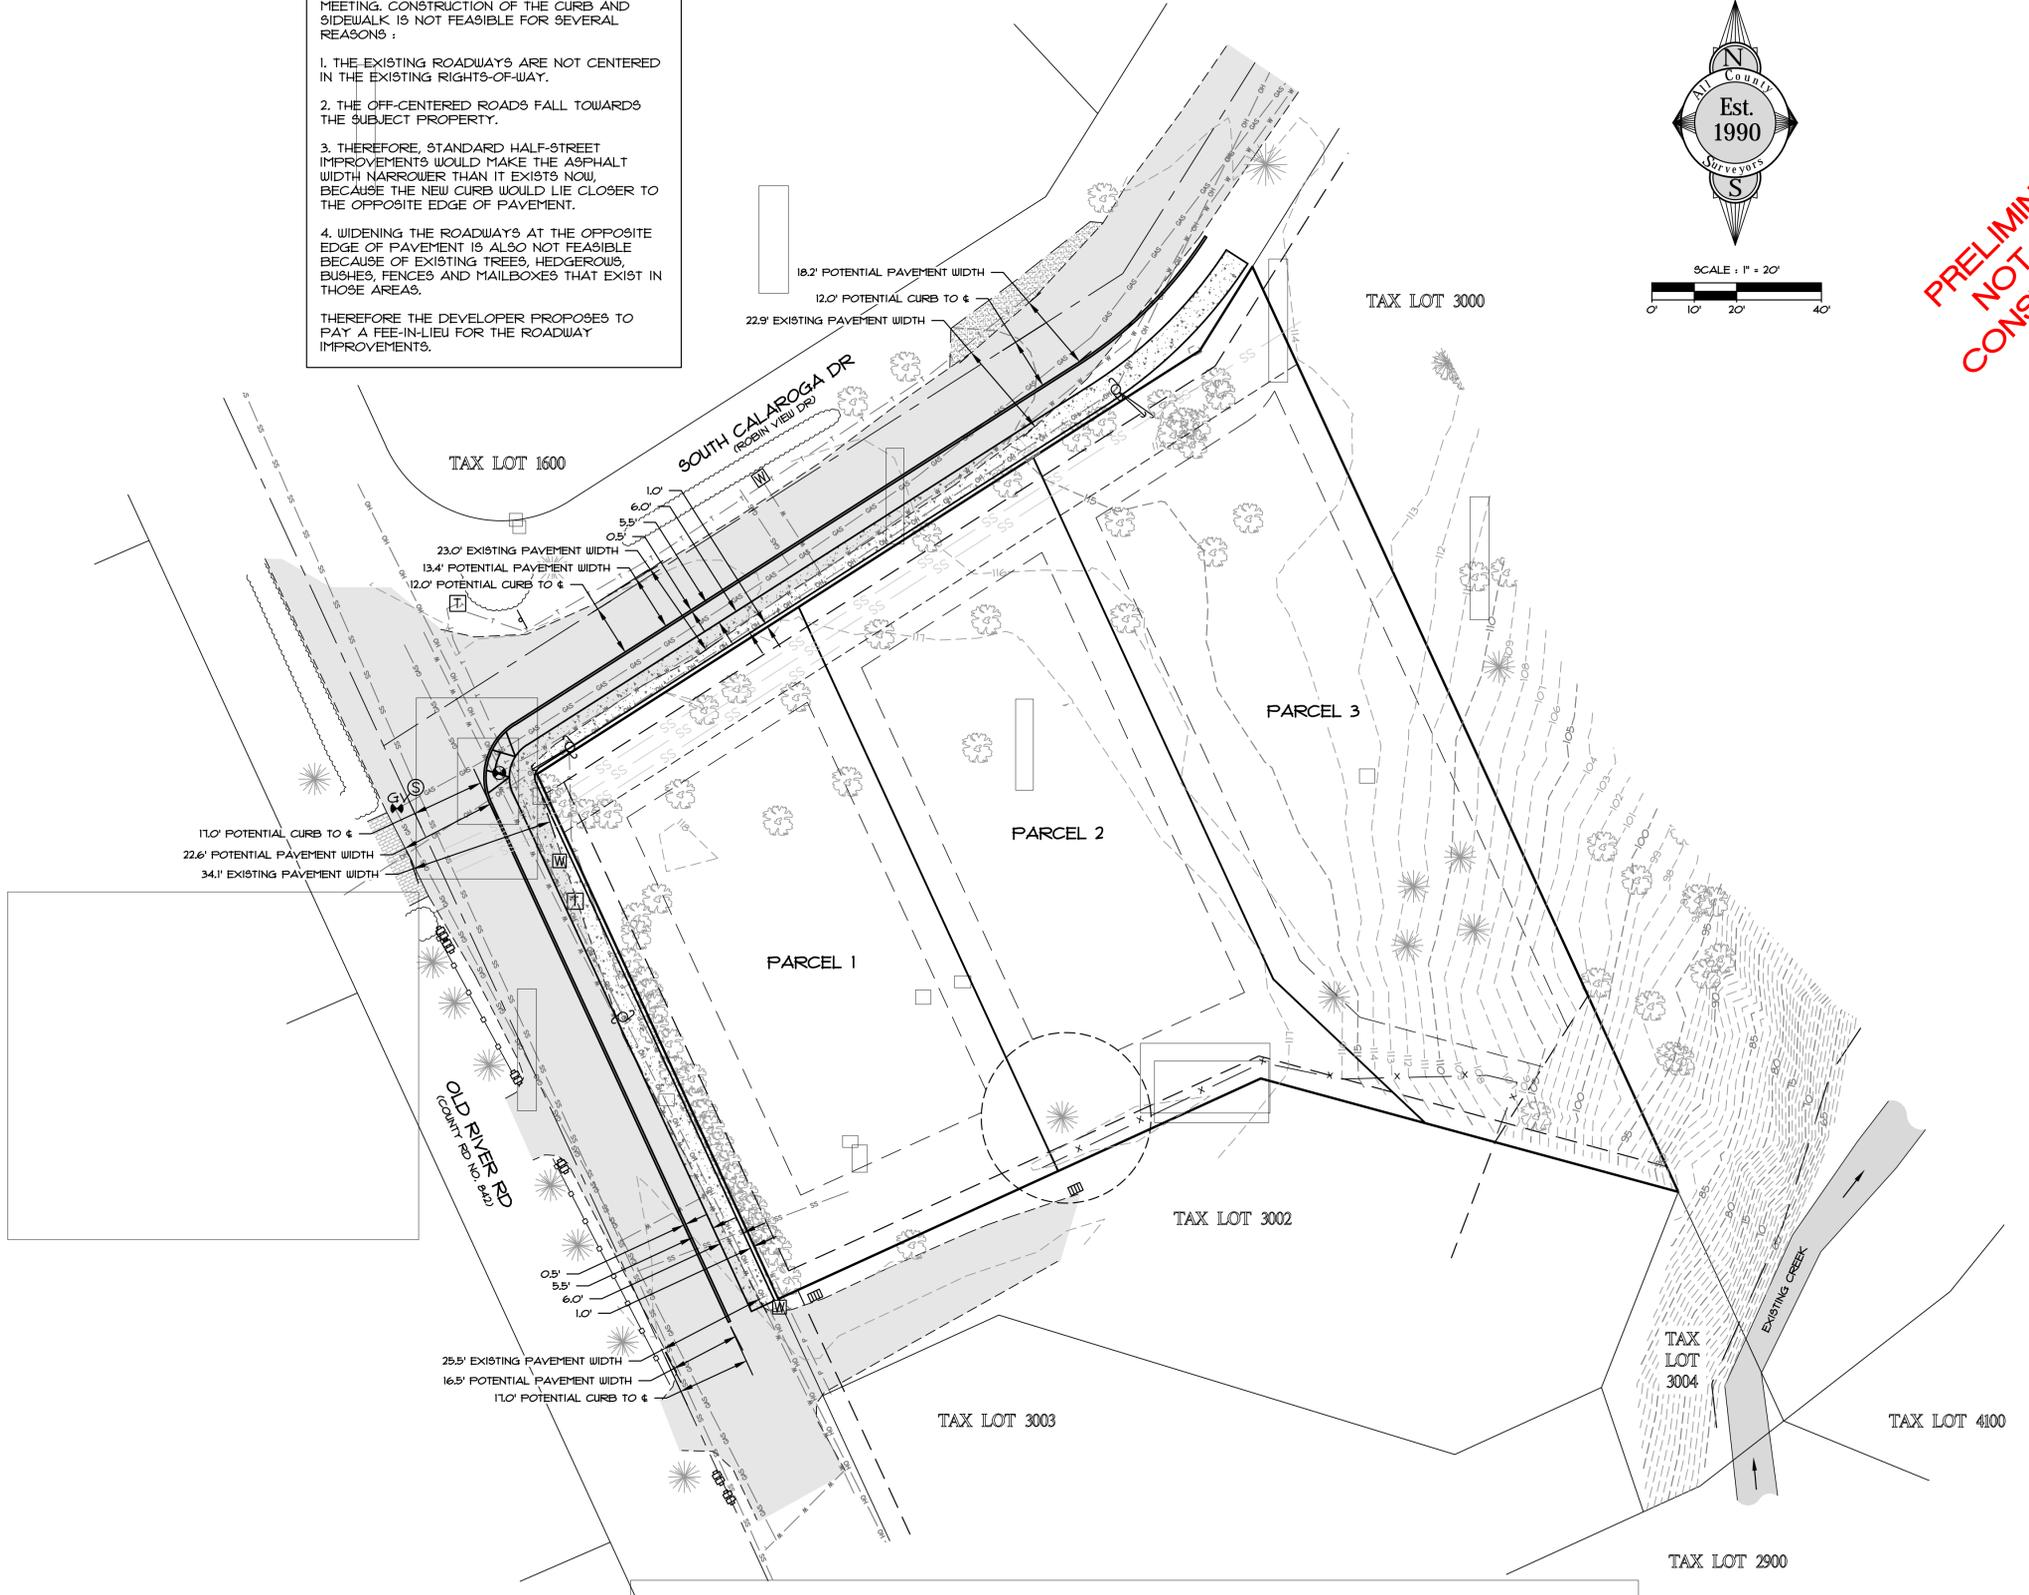 MEETING. CONSTRUCTION OF THE CURB AND
SIDEWALK IS NOT FEASIBLE FOR SEVERAL
REASONS :
1. THE EXISTING ROADWAYS ARE NOT CENTERED
IN THE EXISTING RIGHTS-OF-WAY.
2. THE OFF-CENTERED ROADS FALL TOWARDS
THE SUBJECT PROPERTY.
3. THEREFORE, STANDARD HALF-STREET
IMPROVEMENTS WOULD MAKE THE ASPHALT
WIDTH NARROWER THAN IT EXISTS NOW,
BECAUSE THE NEW CURB WOULD LIE CLOSER TO
THE OPPOSITE EDGE OF PAVEMENT.
4. WIDENING THE ROADWAYS AT THE OPPOSITE
EDGE OF PAVEMENT IS ALSO NOT FEASIBLE
BECAUSE OF EXISTING TREES, HEDGEROWS,
BUSHES, FENCES AND MAILBOXES THAT EXIST IN
THOSE AREAS.
THEREFORE THE DEVELOPER PROPOSES TO
PAY A FEE-IN-LIEU FOR THE ROADWAY
IMPROVEMENTS.
N
All County
Est.
1990
Surveyors
S
SCALE : 1" = 20'
0' 10' 20' 40'
PRELIMIN
NOT
CONS
18.2' POTENTIAL PAVEMENT WIDTH
12.0' POTENTIAL CURB TO ℄
22.9' EXISTING PAVEMENT WIDTH
TAX LOT 3000
SOUTH CALAROGA DR
(ROBIN VIEW DR)
TAX LOT 1600
1.0'
6.0'
5.5'
0.5'
23.0' EXISTING PAVEMENT WIDTH
13.4' POTENTIAL PAVEMENT WIDTH
12.0' POTENTIAL CURB TO ℄
PARCEL 3
PARCEL 2
PARCEL 1
17.0' POTENTIAL CURB TO ℄
22.6' POTENTIAL PAVEMENT WIDTH
34.1' EXISTING PAVEMENT WIDTH
OLD RIVER RD
(COUNTY RD NO. 842)
TAX LOT 3002
0.5'
5.5'
6.0'
1.0'
25.5' EXISTING PAVEMENT WIDTH
16.5' POTENTIAL PAVEMENT WIDTH
17.0' POTENTIAL CURB TO ℄
EXISTING CREEK
TAX
LOT
3004
TAX LOT 3003
TAX LOT 4100
TAX LOT 2900